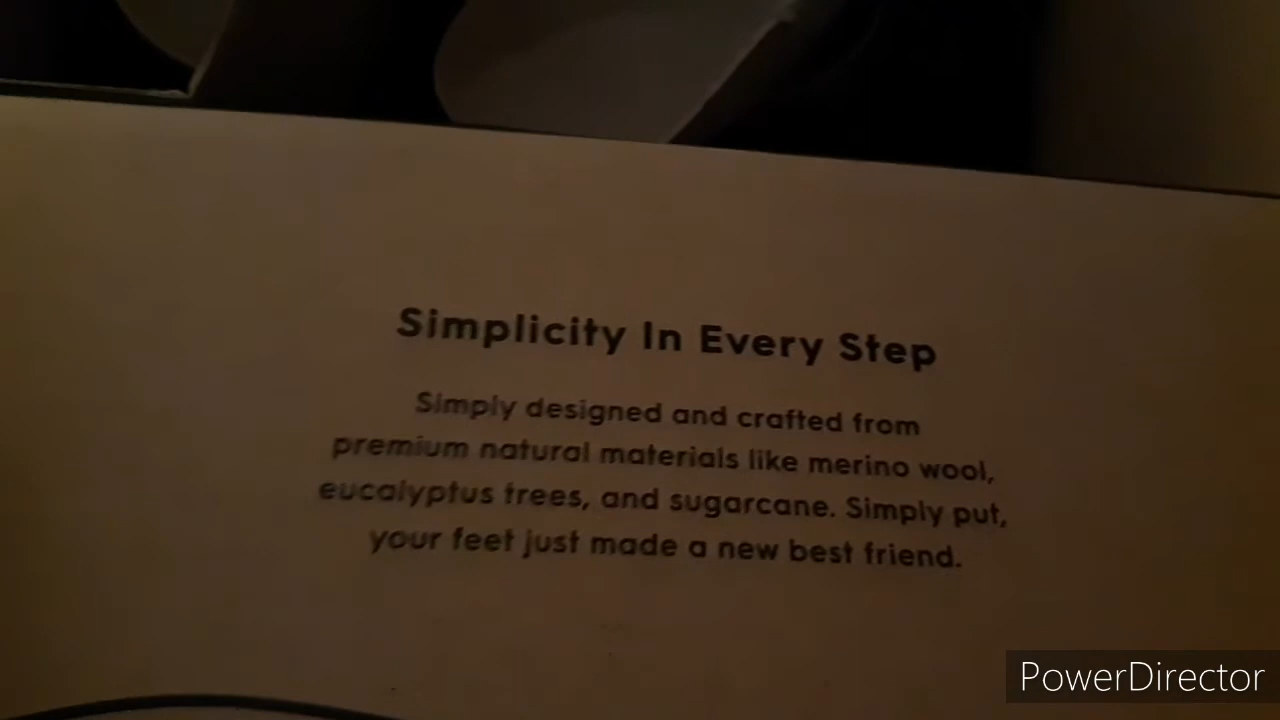 Simplicity In Every Step
Simply designed and crafted from
premium natural materials like merino wool,
eucalyptus trees, and sugarcane. Simply put,
your feet just made a new best friend.
PowerDirector